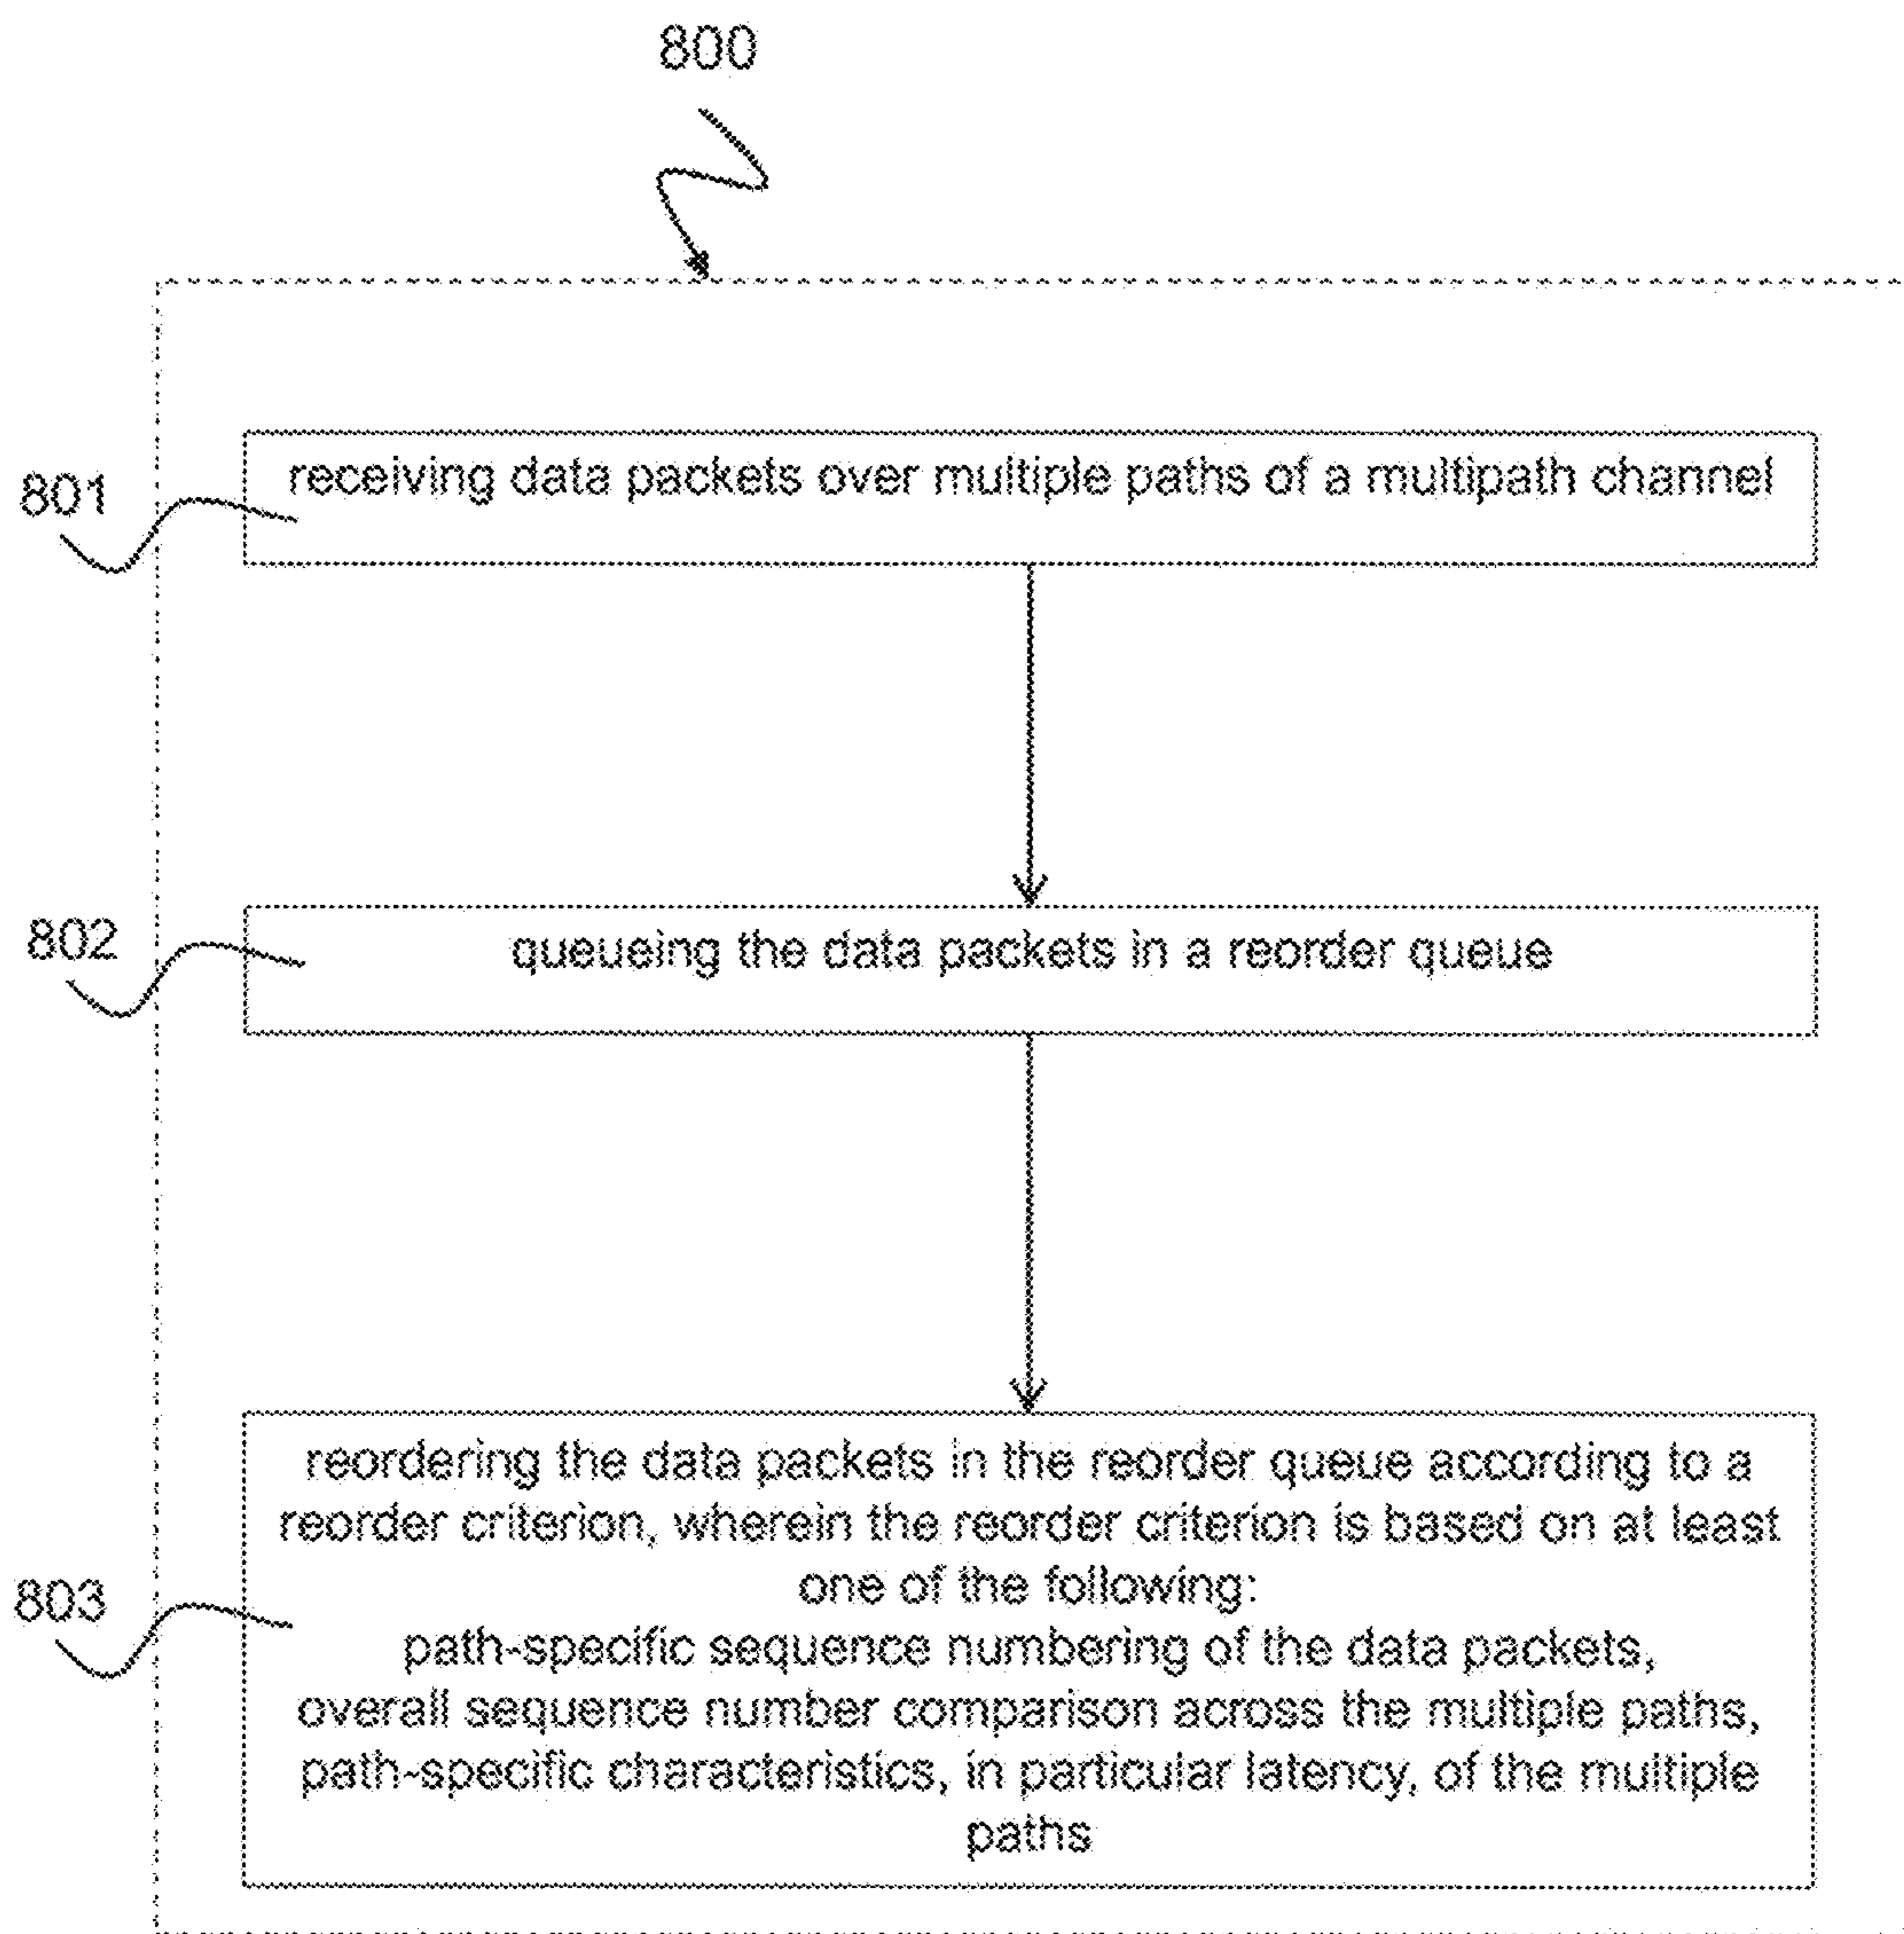 800
801
receiving data packets over multiple paths of a multipath channel
802
queueing the data packets in a reorder queue
803
reordering the data packets in the reorder queue according to a
reorder criterion, wherein the reorder criterion is based on at least
one of the following:
path-specific sequence numbering of the data packets,
overall sequence number comparison across the multiple paths,
path-specific characteristics, in particular latency, of the multiple
paths